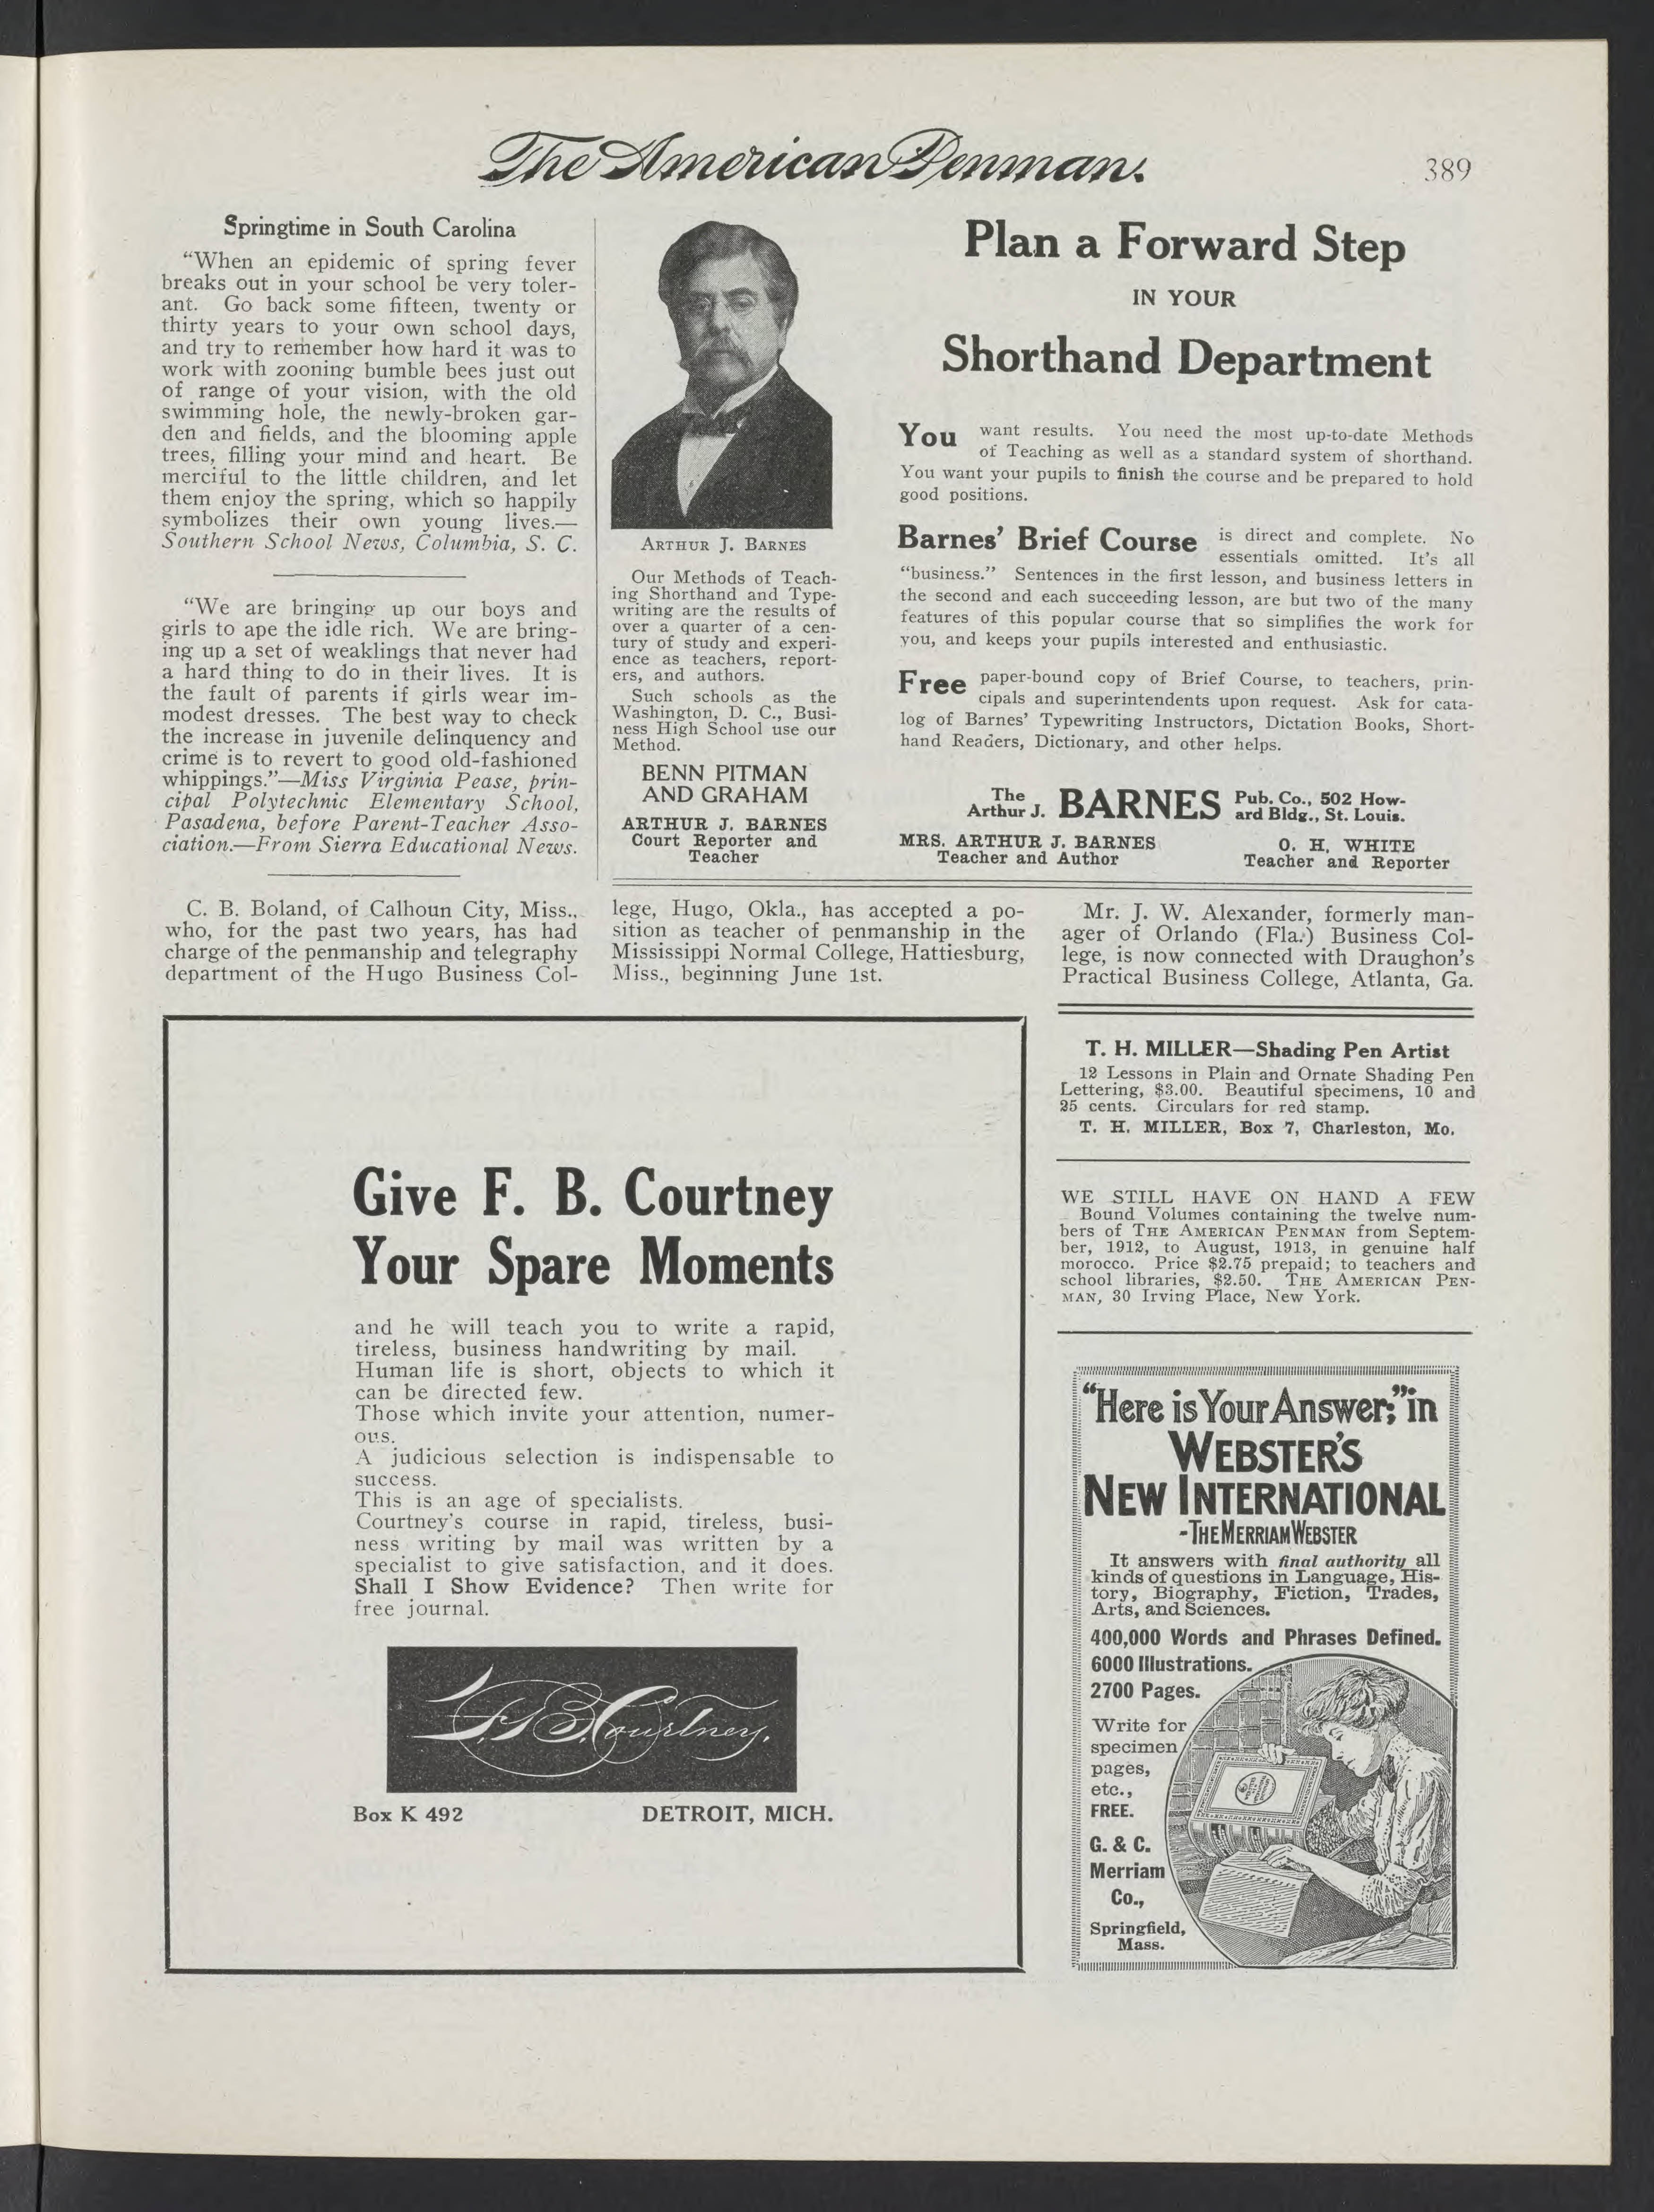 The American Penman.
389
Springtime in South Carolina
“When an epidemic of spring fever
breaks out in your school be very toler-
ant. Go back some fifteen, twenty or
thirty years to your own school days,
and try to remember how hard it was to
work with zooning bumble bees just out
of range of your vision, with the old
swimming hole, the newly-broken gar-
den and fields, and the blooming apple
trees, filling your mind and heart. Be
merciful to the little children, and let
them enjoy the spring, which so happily
symbolizes their own young lives.—
Southern School News, Columbia, S. C.
“We are bringing up our boys and
girls to ape the idle rich. We are bring-
ing up a set of weaklings that never had
a hard thing to do in their lives. It is
the fault of parents if girls wear im-
modest dresses. The best way to check
the increase in juvenile delinquency and
crime is to revert to good old-fashioned
whippings.”—Miss Virginia Pease, prin-
cipal Polytechnic Elementary School,
Pasadena, before Parent-Teacher Asso-
ciation.—From Sierra Educational News.
ARTHUR J. BARNES
Our Methods of Teach-
ing Shorthand and Type-
writing are the results of
over a quarter of a cen-
tury of study and experi-
ence as teachers, report-
ers, and authors.
Such schools as the
Washington, D. C., Busi-
ness High School use our
Method.
BENN PITMAN
AND GRAHAM
ARTHUR J. BARNES
Court Reporter and
Teacher
Plan a Forward Step
IN YOUR
Shorthand Department
You want results. You need the most up-to-date Methods
of Teaching as well as a standard system of shorthand.
You want your pupils to finish the course and be prepared to hold
good positions.
Barnes’ Brief Course is direct and complete. No
essentials omitted. It’s all
“business.” Sentences in the first lesson, and business letters in
the second and each succeeding lesson, are but two of the many
features of this popular course that so simplifies the work for
you, and keeps your pupils interested and enthusiastic.
Free paper-bound copy of Brief Course, to teachers, prin-
cipals and superintendents upon request. Ask for cata-
log of Barnes’ Typewriting Instructors, Dictation Books, Short-
hand Readers, Dictionary, and other helps.
The Arthur J. BARNES Pub. Co., 502 How-
ard Bldg., St. Louis.
MRS. ARTHUR J. BARNES
Teacher and Author
O. H. WHITE
Teacher and Reporter
C. B. Boland, of Calhoun City, Miss.,
who, for the past two years, has had
charge of the penmanship and telegraphy
department of the Hugo Business Col-
lege, Hugo, Okla., has accepted a po-
sition as teacher of penmanship in the
Mississippi Normal College, Hattiesburg,
Miss., beginning June 1st.
Mr. J. W. Alexander, formerly man-
ager of Orlando (Fla.) Business Col-
lege, is now connected with Draughon’s
Practical Business College, Atlanta, Ga.
Give F. B. Courtney
Your Spare Moments
and he will teach you to write a rapid,
tireless, business handwriting by mail.
Human life is short, objects to which it
can be directed few.
Those which invite your attention, numer-
ous.
A judicious selection is indispensable to
success.
This is an age of specialists.
Courtney’s course in rapid, tireless, busi-
ness writing by mail was written by a
specialist to give satisfaction, and it does.
Shall I Show Evidence? Then write for
free journal.
F. B. Courtney.
Box K 492 DETROIT, MICH.
T. H. MILLER—Shading Pen Artist
12 Lessons in Plain and Ornate Shading Pen
Lettering, $3.00. Beautiful specimens, 10 and
25 cents. Circulars for red stamp.
T. H. MILLER, Box 7, Charleston, Mo.
WE STILL HAVE ON HAND A FEW
Bound Volumes containing the twelve num-
bers of THE AMERICAN PENMAN from Septem-
ber, 1912, to August, 1913, in genuine half
morocco. Price $2.75 prepaid; to teachers and
school libraries, $2.50. THE AMERICAN PEN-
MAN, 30 Irving Place, New York.
“Here is Your Answer;” in
WEBSTER’S
NEW INTERNATIONAL
-THE MERRIAM WEBSTER
It answers with final authority all
kinds of questions in Language, His-
tory, Biography, Fiction, Trades,
Arts, and Sciences.
400,000 Words and Phrases Defined.
6000 Illustrations.
2700 Pages.
Write for
specimen
pages,
etc.,
FREE.
G. & C.
Merriam
Co.,
Springfield,
Mass.